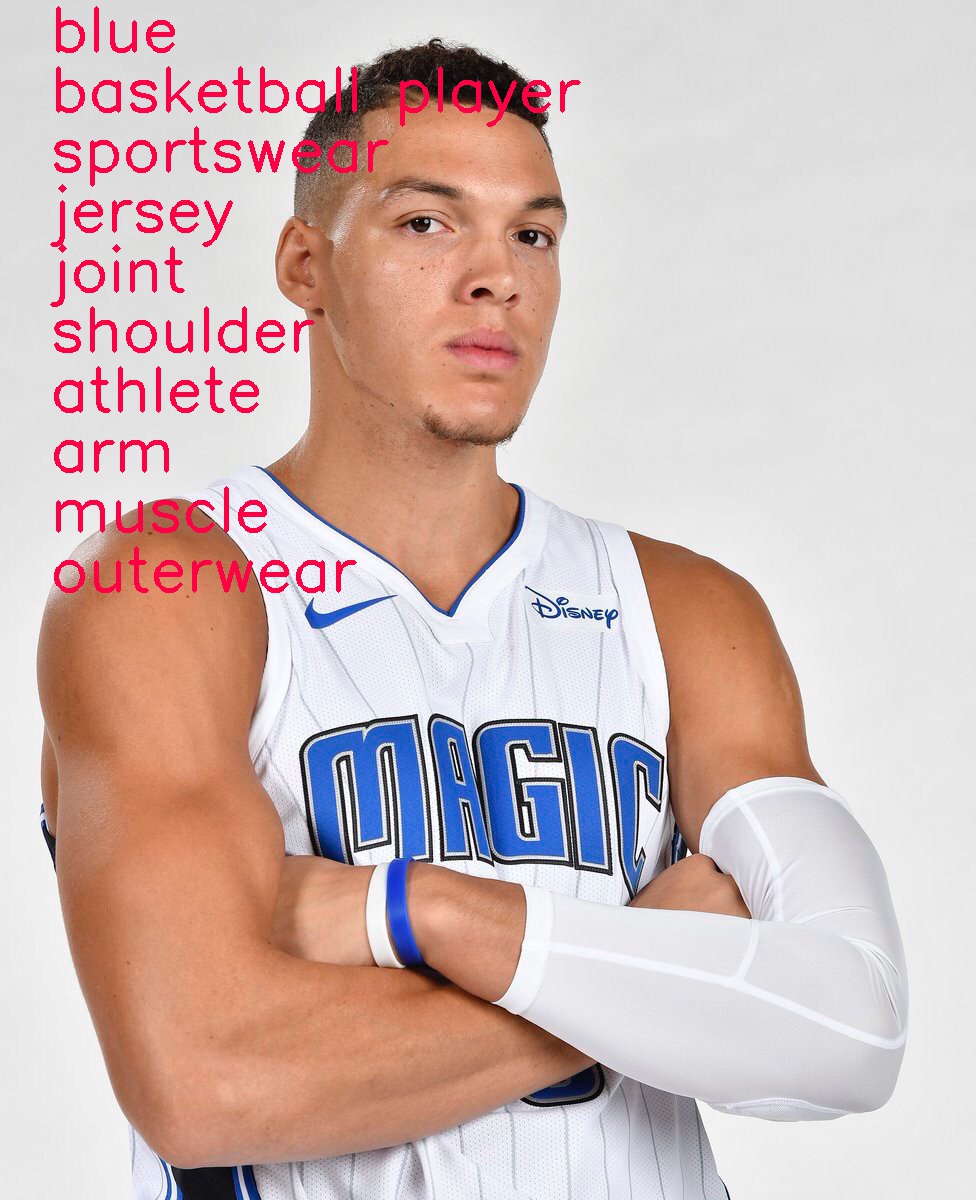 blue
basketball player
sportswear
jersey
joint
shoulder
athlete
arm
muscle
outerwear
Disney
MAGIC